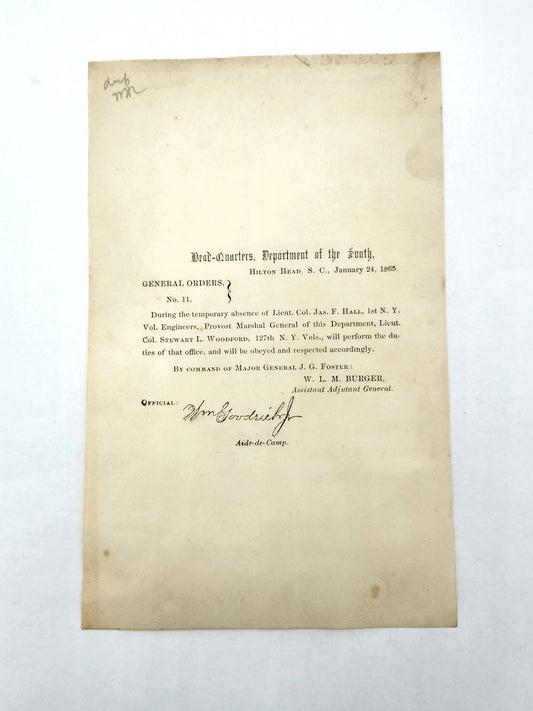 Head-Quarters, Department of the South,
Hilton Head, S. C., January 24, 1865.
GENERAL ORDERS,
No. 11.
During the temporary absence of Lieut. Col. Jas. F. Hall, 1st N. Y.
Vol. Engineers, Provost Marshal General of this Department, Lieut.
Col. Stewart L. Woodford, 127th N. Y. Vols., will perform the du-
ties of that office, and will be obeyed and respected accordingly.
By command of Major General J. G. Foster:
W. L. M. BURGER,
Assistant Adjutant General.
Official:
Wm Goodrich Jr
Aide-de-Camp.